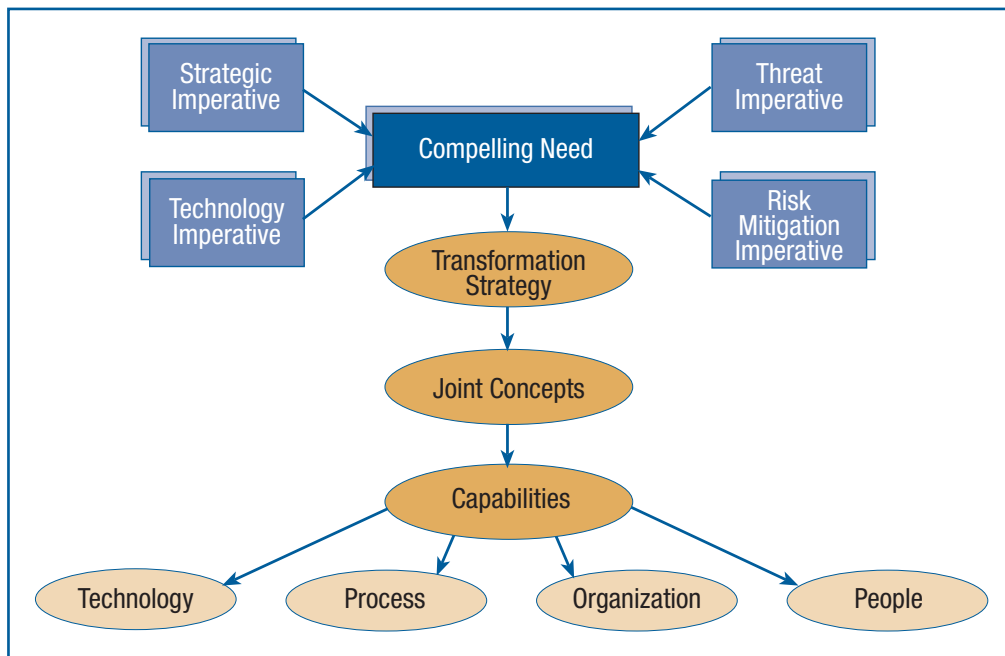 Strategic
Imperative
Threat
Imperative
Compelling Need
Technology
Imperative
Risk
Mitigation
Imperative
Transformation
Strategy
Joint Concepts
Capabilities
Technology
Process
Organization
People